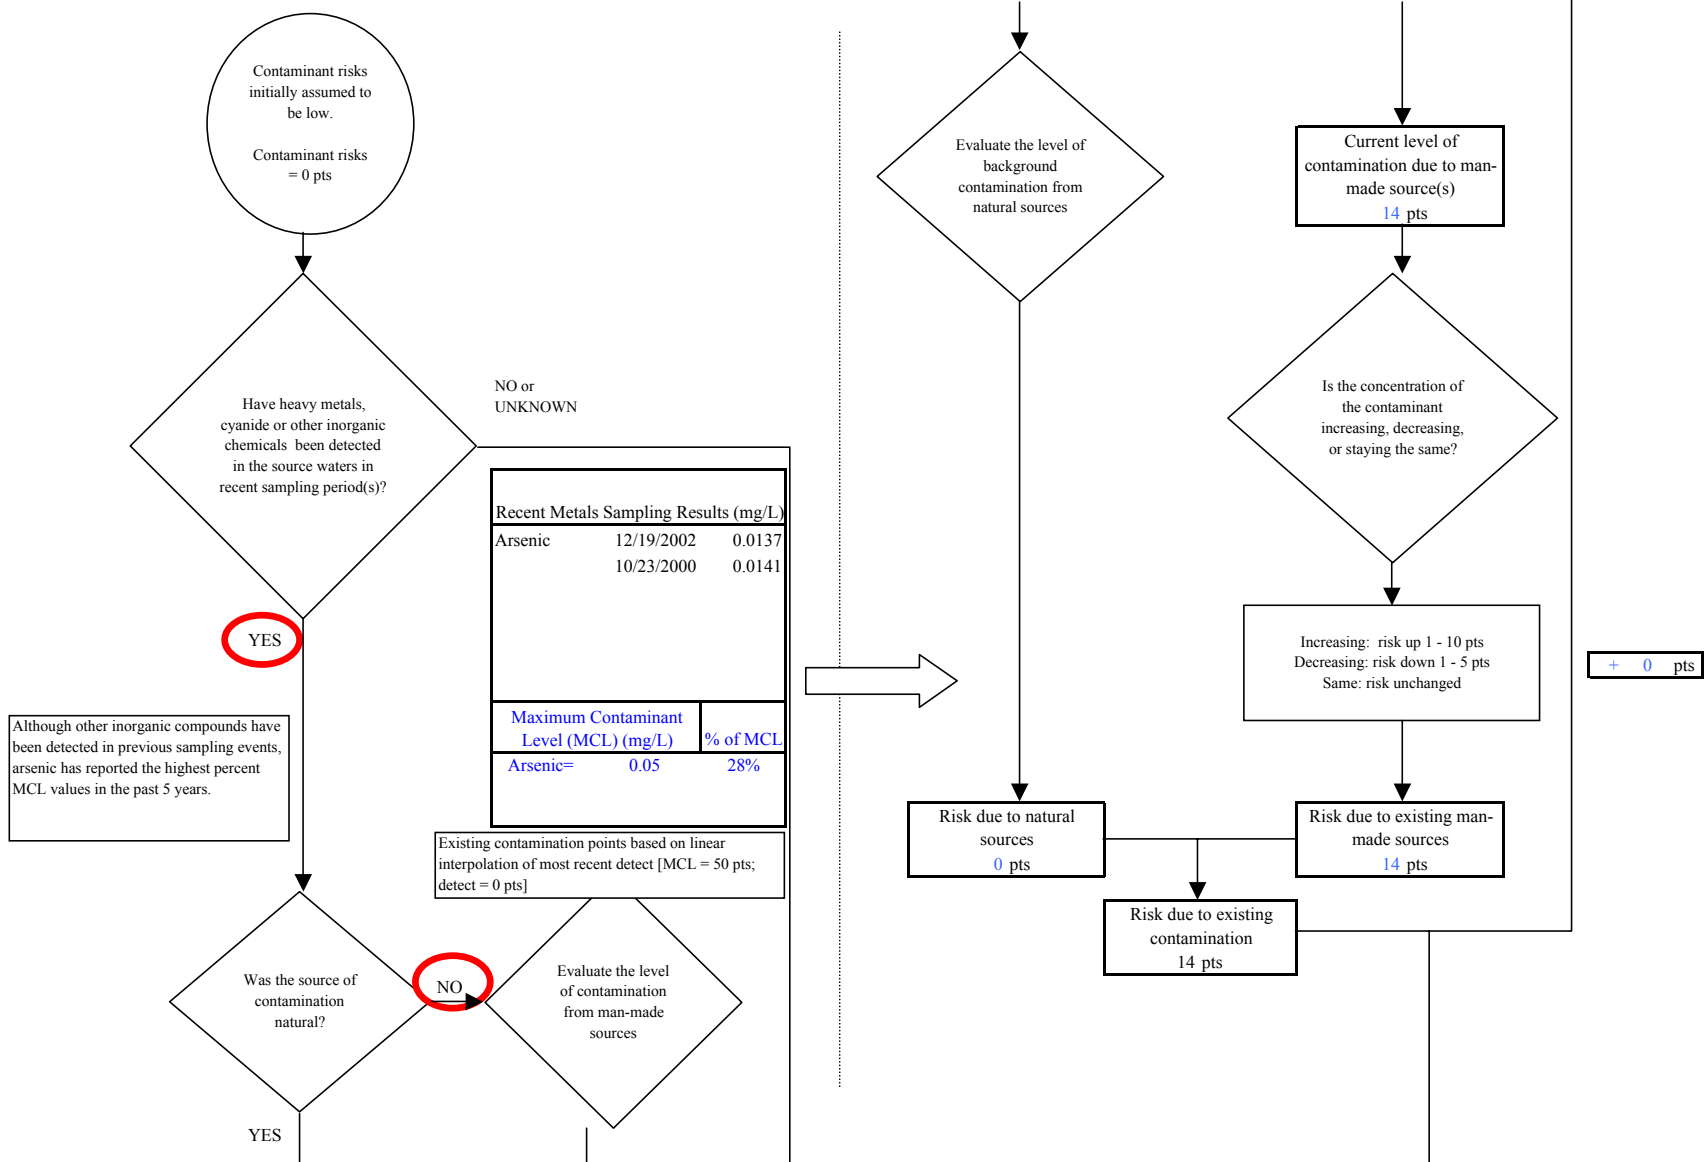 Contaminant risks
initially assumed to
be low.
Contaminant risks
= 0 pts
Have heavy metals,
cyanide or other inorganic
chemicals been detected
in the source waters in
recent sampling period(s)?
NO or
UNKNOWN
YES
Recent Metals Sampling Results (mg/L)
Arsenic 12/19/2002 0.0137
10/23/2000 0.0141
Maximum Contaminant
Level (MCL) (mg/L) % of MCL
Arsenic= 0.05 28%
Although other inorganic compounds have
been detected in previous sampling events,
arsenic has reported the highest percent
MCL values in the past 5 years.
Existing contamination points based on linear
interpolation of most recent detect [MCL = 50 pts;
detect = 0 pts]
Was the source of
contamination
natural?
NO
YES
Evaluate the level
of contamination
from man-made
sources
Evaluate the level of
background
contamination from
natural sources
Current level of
contamination due to man-
made source(s)
14 pts
Is the concentration of
the contaminant
increasing, decreasing,
or staying the same?
Increasing: risk up 1 - 10 pts
Decreasing: risk down 1 - 5 pts
Same: risk unchanged
+ 0 pts
Risk due to natural
sources
0 pts
Risk due to existing man-
made sources
14 pts
Risk due to existing
contamination
14 pts